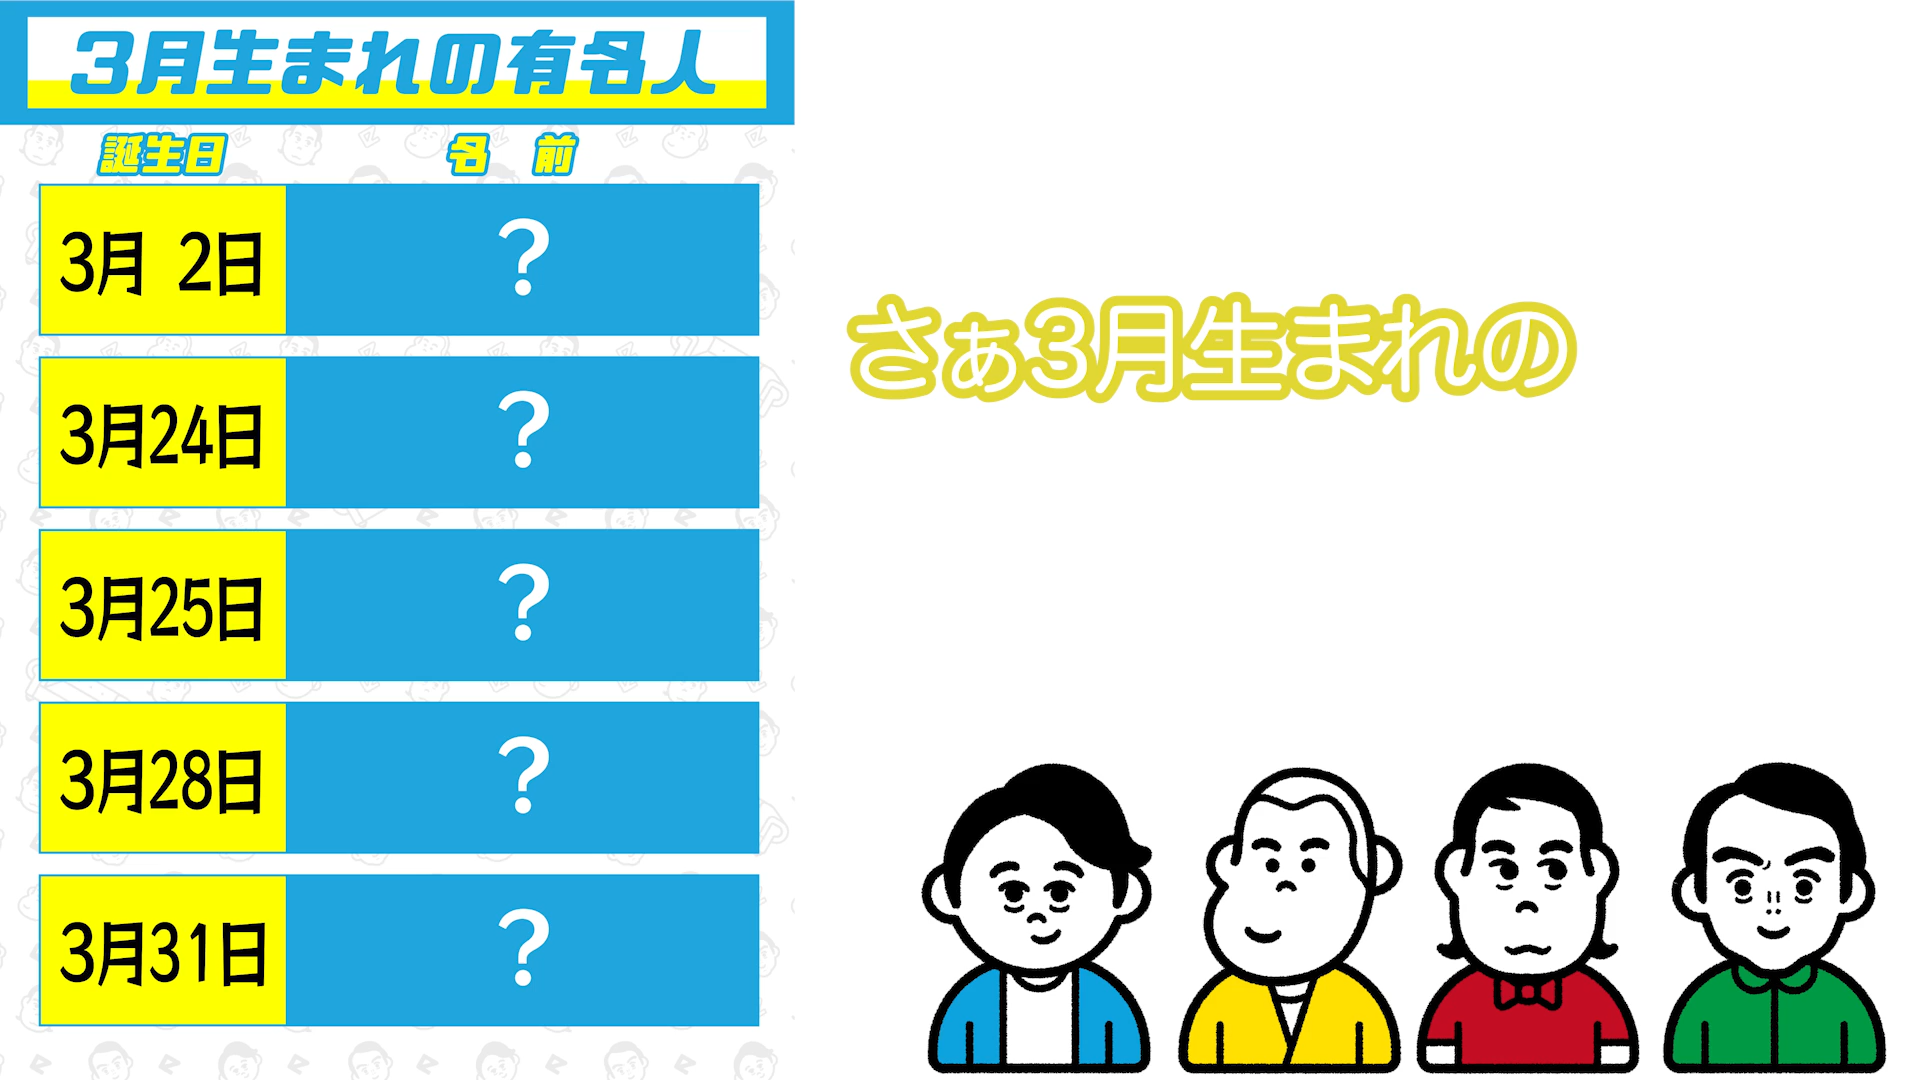 3月生まれの有名人
誕生日 名 前
3月 2日 ?
3月24日 ?
3月25日 ?
3月28日 ?
3月31日 ?
さぁ3月生まれの